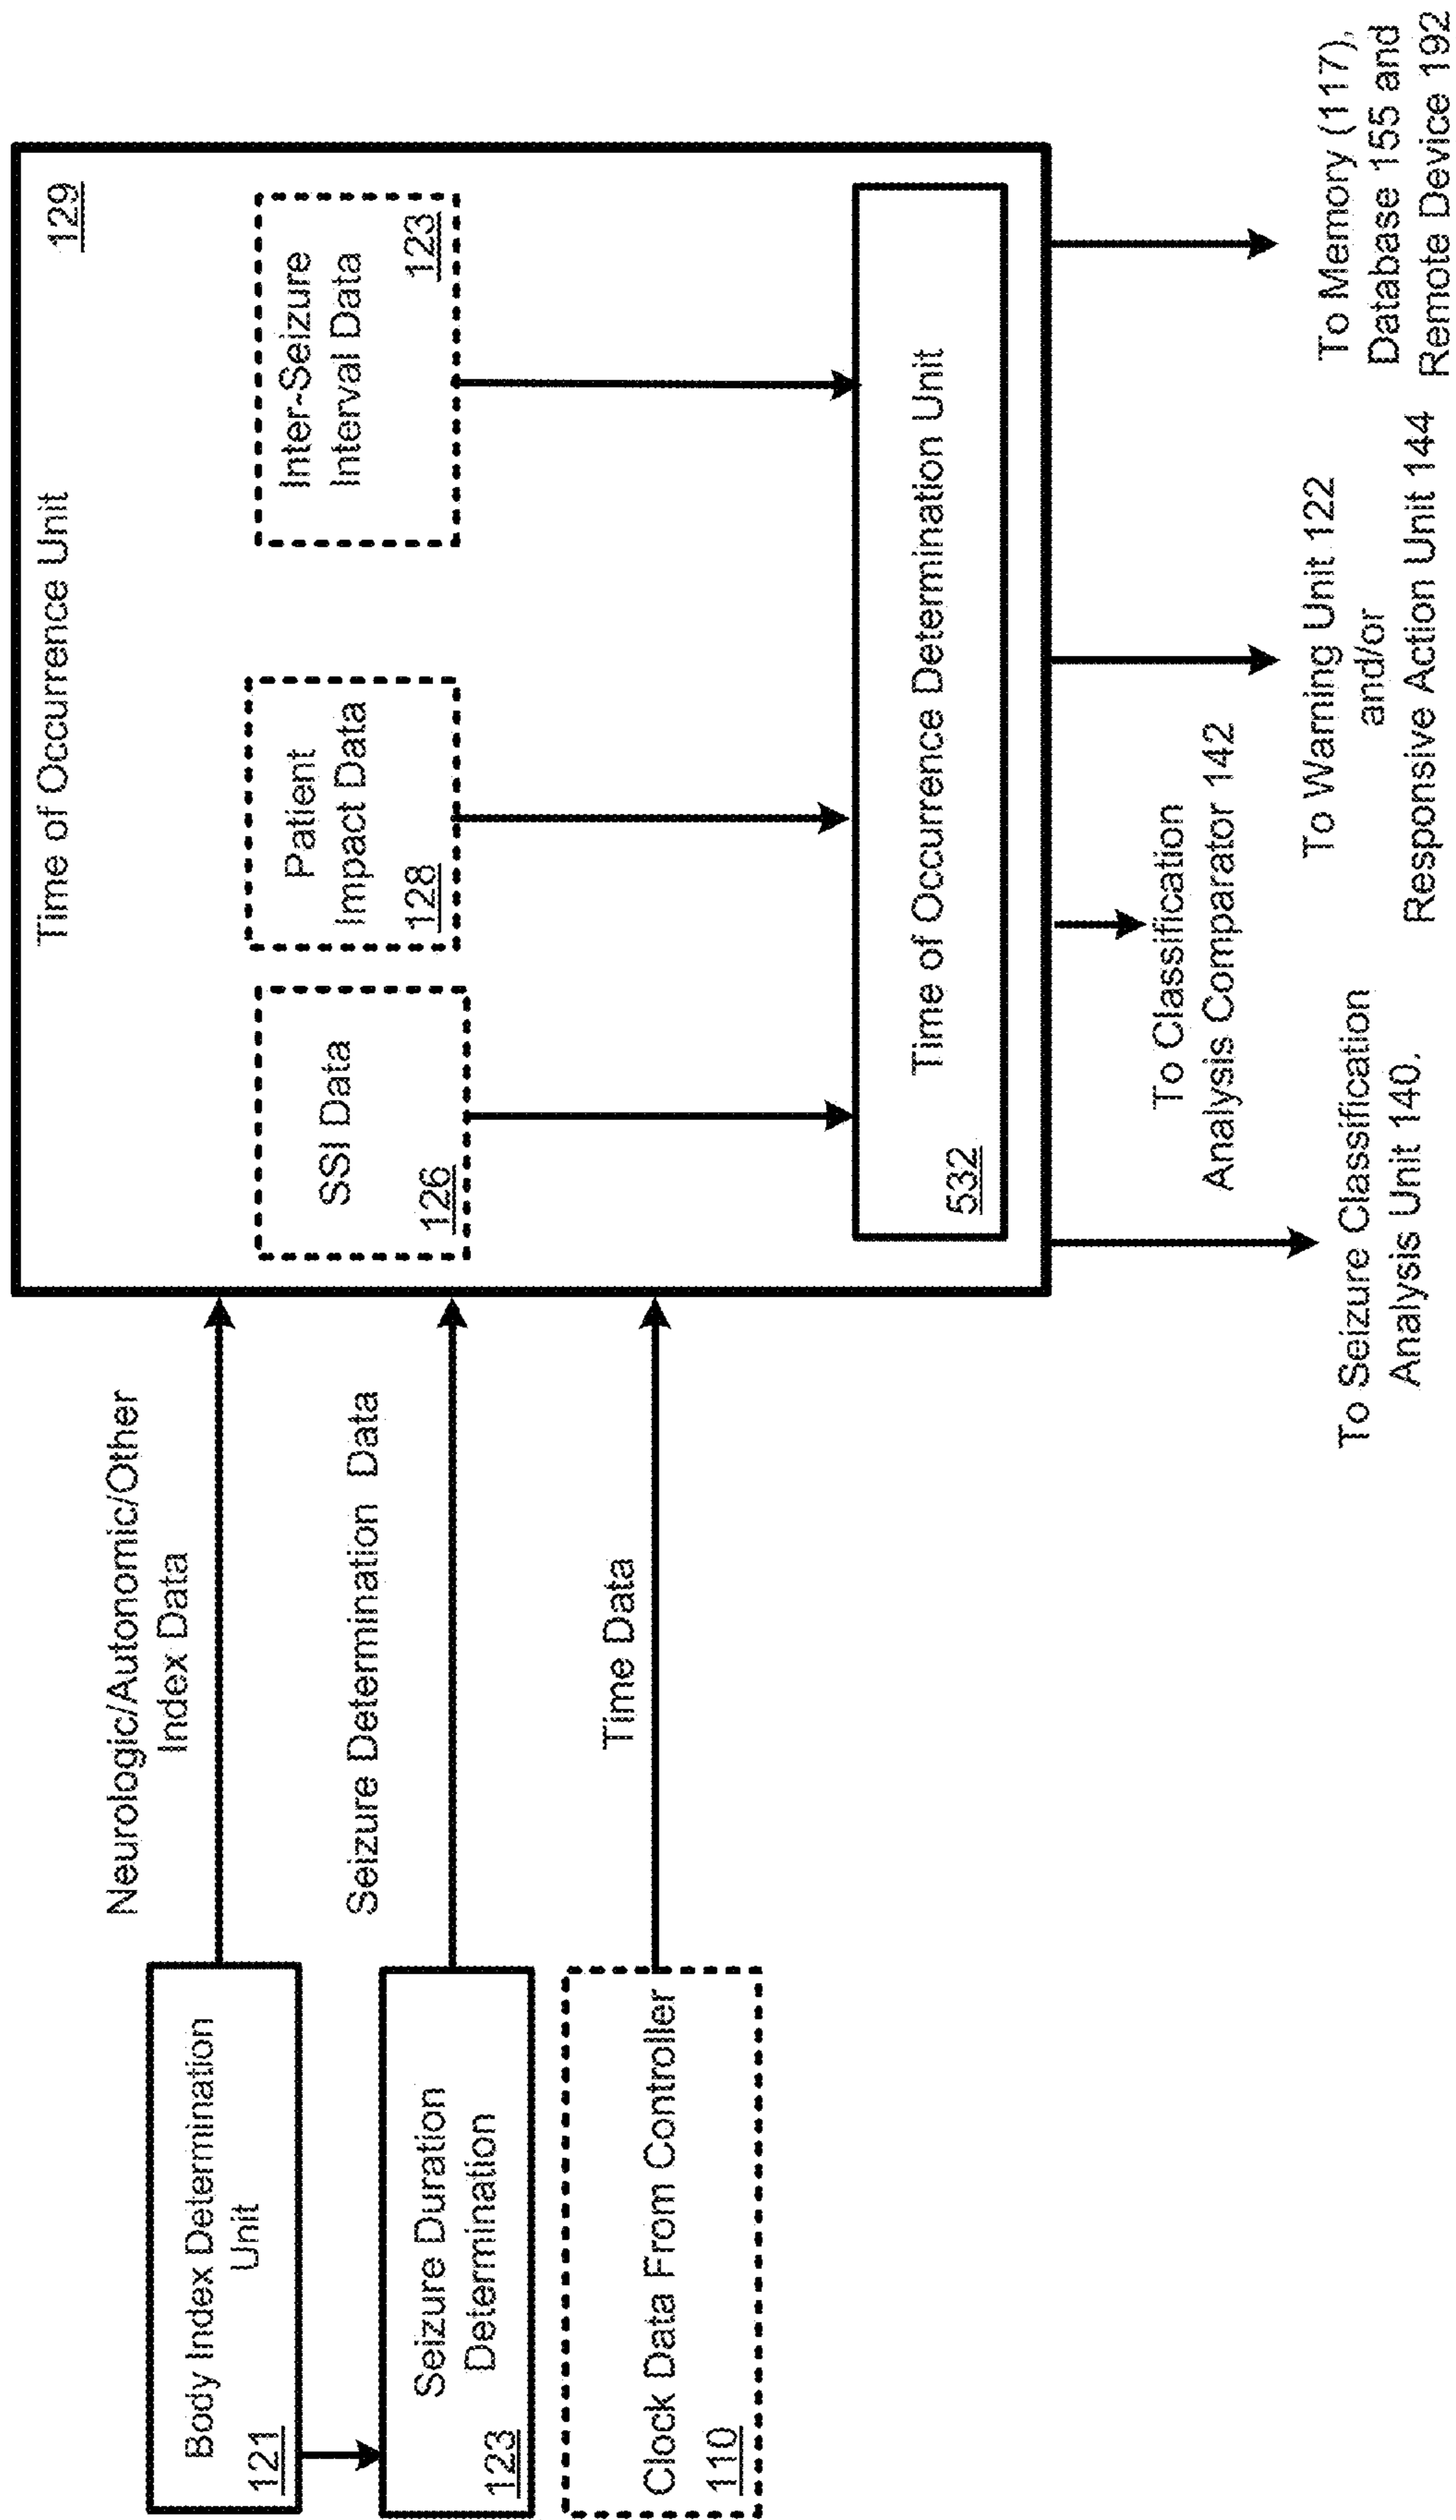 Time of Occurrence Unit
129
Body Index Determination
Unit
121
Neurologic/Autonomic/Other
Index Data
Seizure Duration
Determination
123
Seizure Determination Data
Clock Data From Controller
110
Time Data
SSI Data
126
Patient
Impact Data
128
Inter-Seizure
Interval Data
123
Time of Occurrence Determination Unit
532
To Seizure Classification
Analysis Unit 140.
To Classification
Analysis Comparator 142
To Warning Unit 122
and/or
Responsive Action Unit 144
To Memory (117),
Database 155 and
Remote Device 192